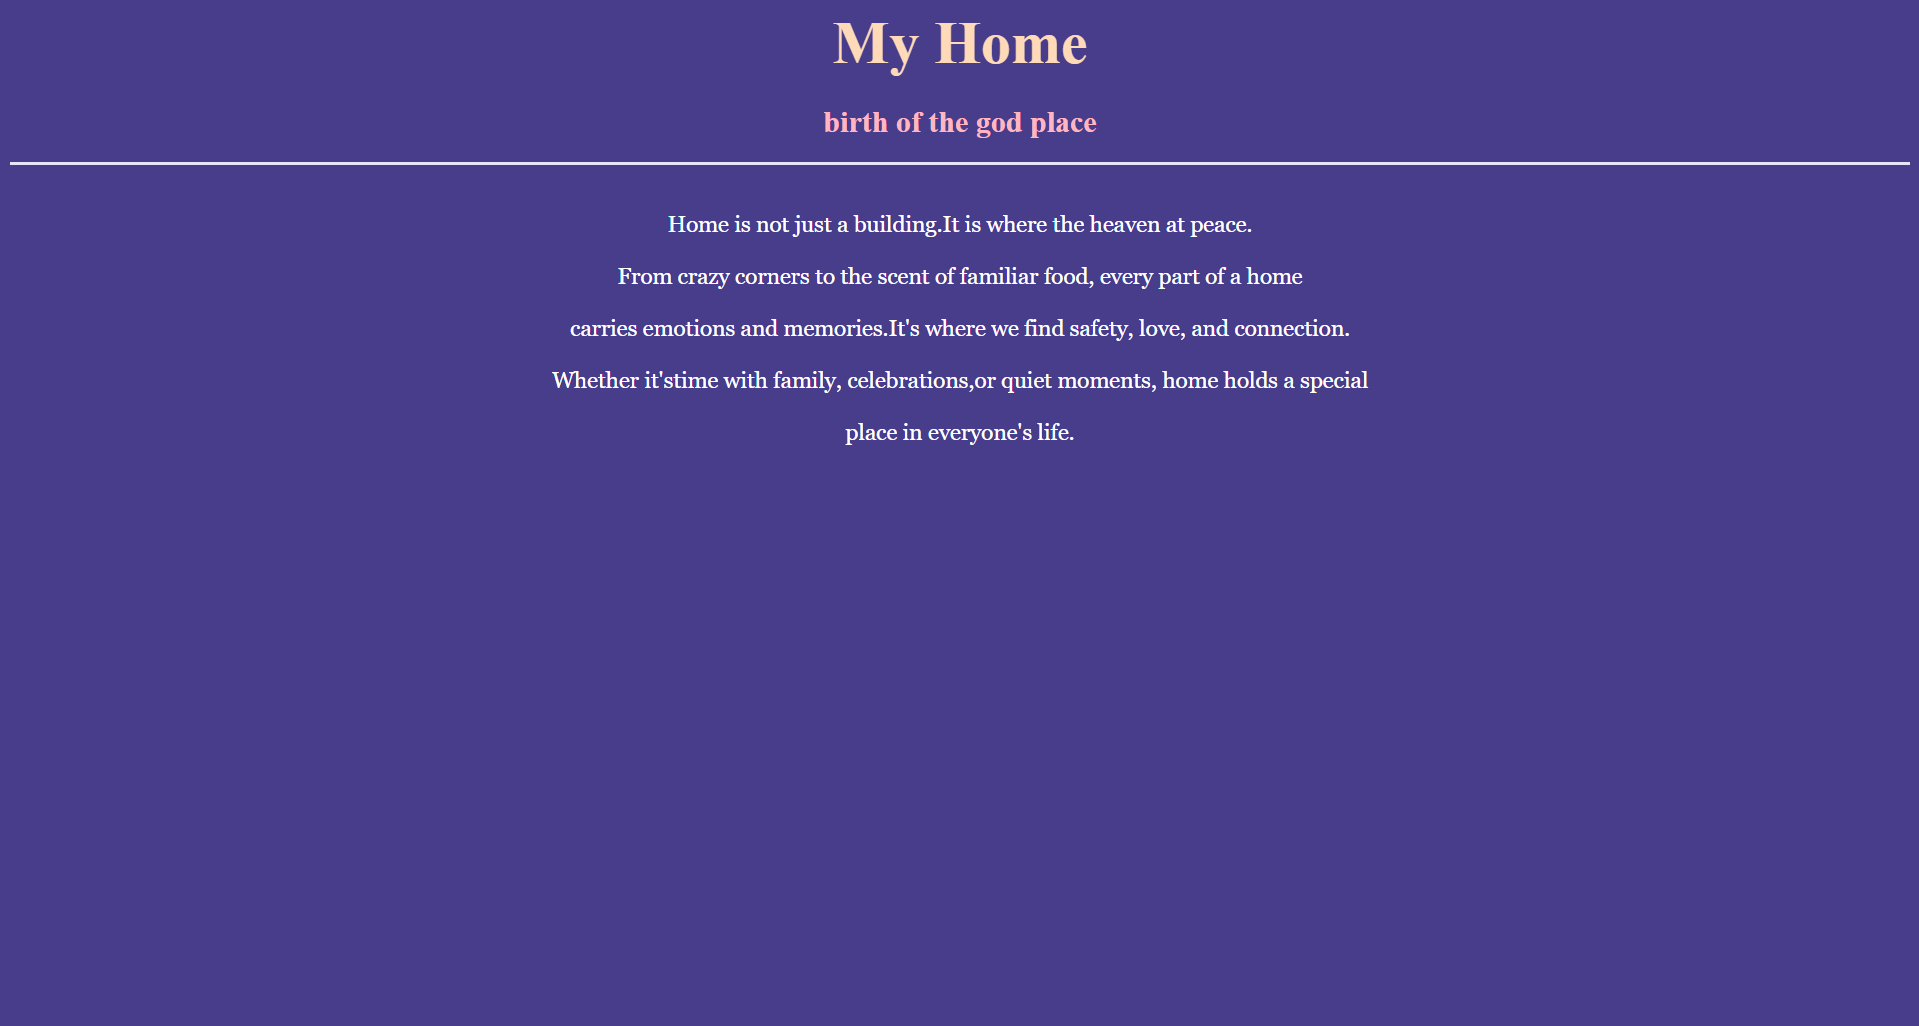 My Home
birth of the god place
Home is not just a building.It is where the heaven at peace.
From crazy corners to the scent of familiar food, every part of a home
carries emotions and memories.It's where we find safety, love, and connection.
Whether it'stime with family, celebrations,or quiet moments, home holds a special
place in everyone's life.